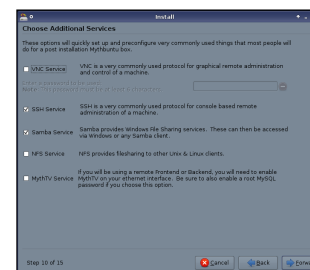 Install
Choose Additional Services
These options will quickly set up and preconfigure very commonly used things that most people will
do for a post installation Mythbuntu box.
VNC Service
VNC is a very commonly used protocol for graphical remote administration
and control of a machine.
SSH Service
SSH is a very commonly used protocol for console based remote
administration of a machine.
Samba Service
Samba provides Windows File Sharing services. These can then be accessed
via Windows or any Samba client.
NFS Service
NFS provides filesharing to other Unix & Linux clients.
MythTV Service
If you will be using a remote Frontend or Backend, you will need to enable
MythTV on your ethernet interface. Be sure to also enable a root MySQL
password if you choose this option.
Step 10 of 15
Cancel
Back
Forwa